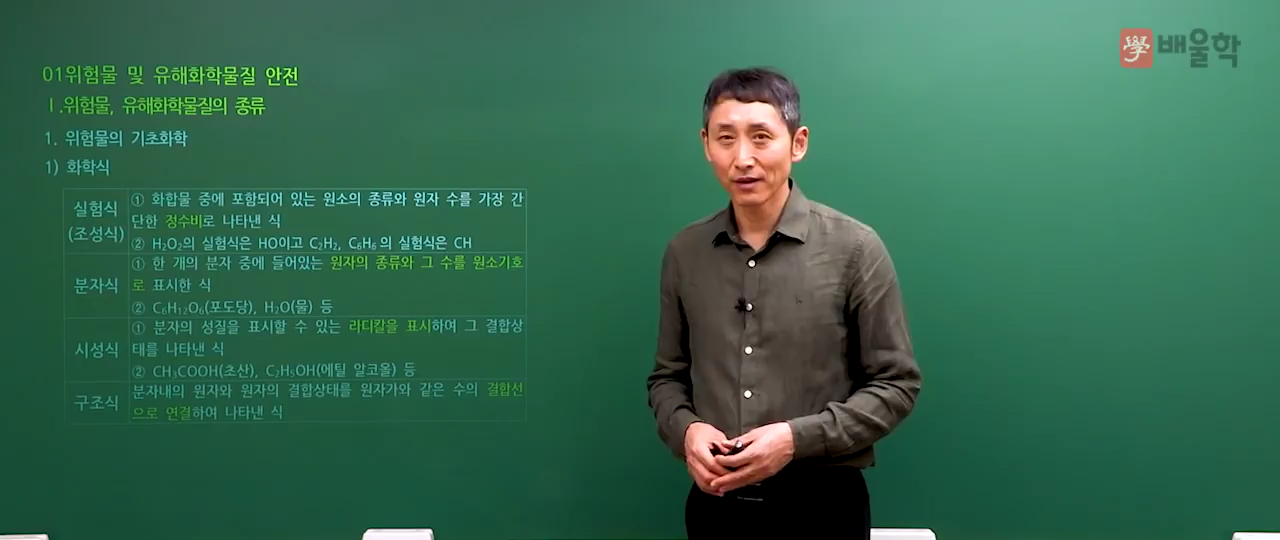 學 배울학
01위험물 및 유해화학물질 안전
Ⅰ.위험물, 유해화학물질의 종류
1. 위험물의 기초화학
1) 화학식
실험식
(조성식)
① 화합물 중에 포함되어 있는 원소의 종류와 원자 수를 가장 간
단한 정수비로 나타낸 식
② H₂O₂의 실험식은 HO이고 C₂H₂, C₆H₆ 의 실험식은 CH
분자식
① 한 개의 분자 중에 들어있는 원자의 종류와 그 수를 원소기호
로 표시한 식
② C₆H₁₂O₆(포도당), H₂O(물) 등
시성식
① 분자의 성질을 표시할 수 있는 라디칼을 표시하여 그 결합상
태를 나타낸 식
② CH₃COOH(초산), C₂H₅OH(에틸 알코올) 등
구조식
분자내의 원자와 원자의 결합상태를 원자가와 같은 수의 결합선
으로 연결하여 나타낸 식